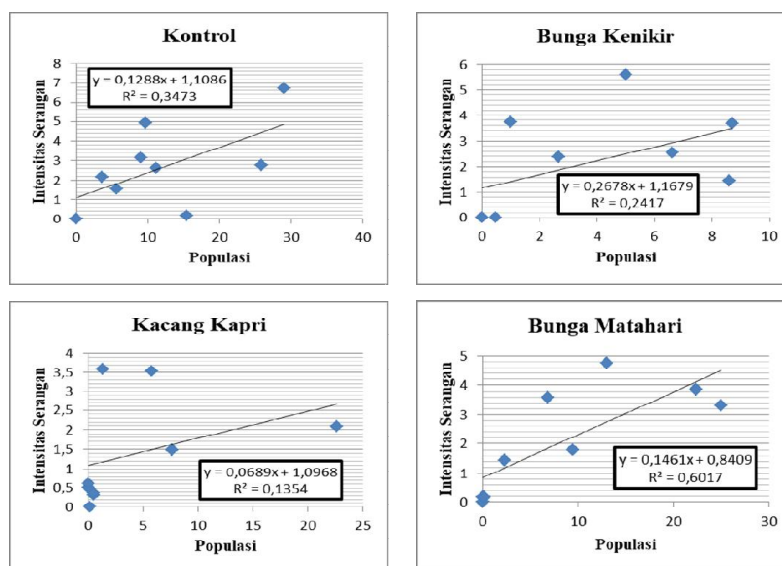 Kontrol
Intensitas Serangan
8
7
6
5
4
3
2
1
0
y = 0,1288x + 1,1086
R² = 0,3473
0 10 20 30 40
Populasi
Bunga Kenikir
Intensitas Serangan
6
5
4
3
2
1
0
y = 0,2678x + 1,1679
R² = 0,2417
0 2 4 6 8 10
Populasi
Kacang Kapri
Intensitas Serangan
4
3,5
3
2,5
2
1,5
1
0,5
0
y = 0,0689x + 1,0968
R² = 0,1354
0 5 10 15 20 25
Populasi
Bunga Matahari
Intensitas Serangan
5
4
3
2
1
0
y = 0,1461x + 0,8409
R² = 0,6017
0 10 20 30
Populasi